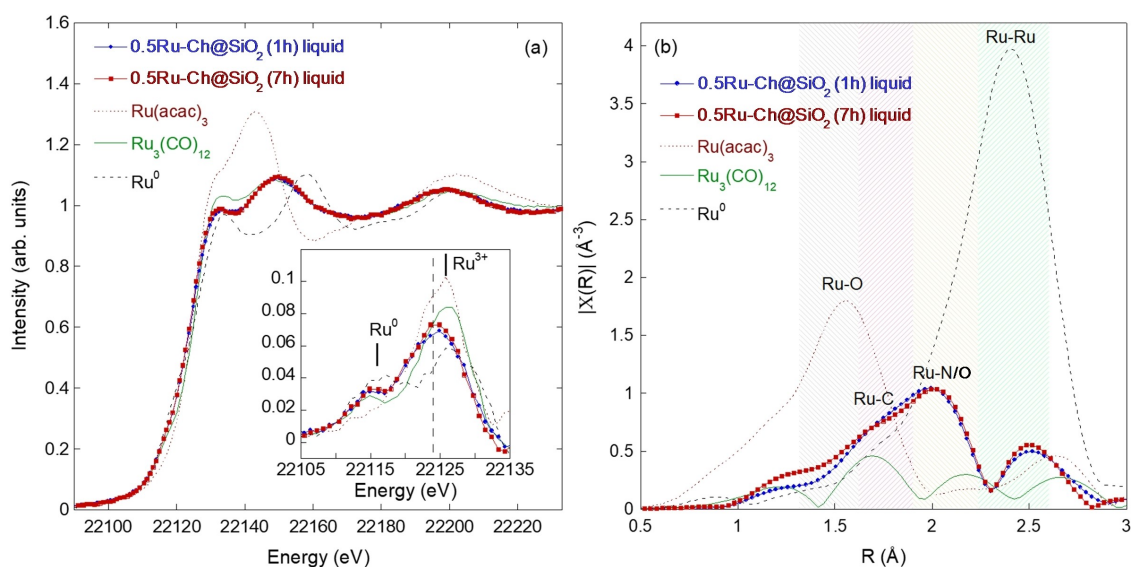 1.6
1.4
1.2
1.0
0.8
0.6
0.4
0.2
0
Intensity (arb. units)
(a)
0.5Ru-Ch@SiO₂ (1h) liquid
0.5Ru-Ch@SiO₂ (7h) liquid
Ru(acac)₃
Ru₃(CO)₁₂
Ru⁰
0.1
0.08
0.06
0.04
0.02
0
Ru⁰
Ru³⁺
22105 22115 22125 22135
Energy (eV)
22100 22120 22140 22160 22180 22200 22220
Energy (eV)
(b)
4
3.5
3
2.5
2
1.5
1
0.5
0
|X(R)| (Å⁻³)
Ru-Ru
0.5Ru-Ch@SiO₂ (1h) liquid
0.5Ru-Ch@SiO₂ (7h) liquid
Ru(acac)₃
Ru₃(CO)₁₂
Ru⁰
Ru-O
Ru-N/O
Ru-C
0.5 1 1.5 2 2.5 3
R (Å)